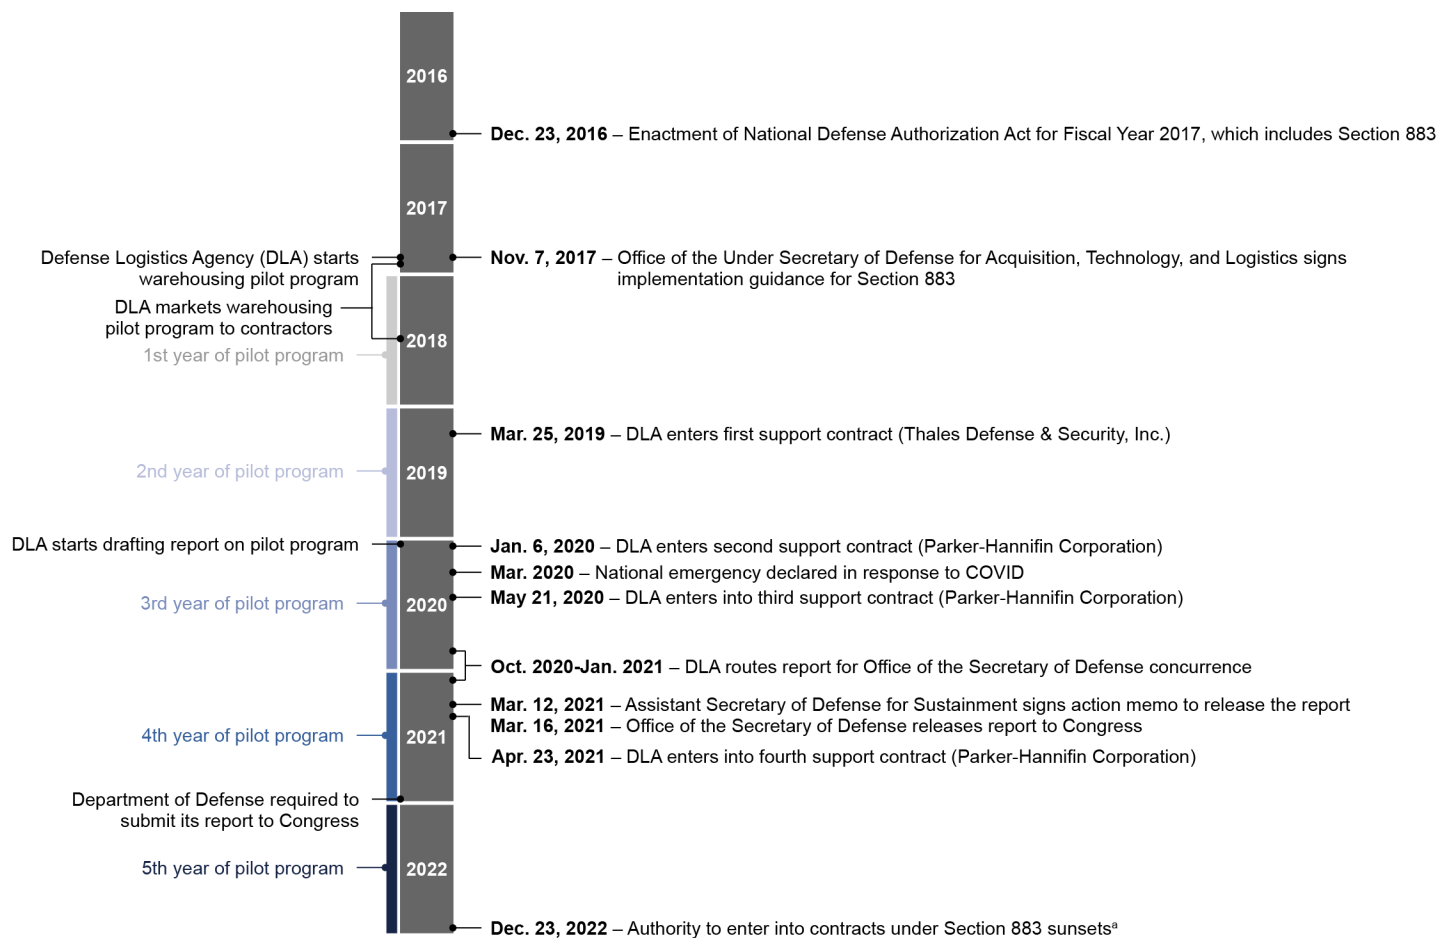 2016
Dec. 23, 2016 – Enactment of National Defense Authorization Act for Fiscal Year 2017, which includes Section 883
2017
Defense Logistics Agency (DLA) starts
warehousing pilot program
Nov. 7, 2017 – Office of the Under Secretary of Defense for Acquisition, Technology, and Logistics signs
implementation guidance for Section 883
DLA markets warehousing
pilot program to contractors
2018
1st year of pilot program
Mar. 25, 2019 – DLA enters first support contract (Thales Defense & Security, Inc.)
2nd year of pilot program
2019
DLA starts drafting report on pilot program
Jan. 6, 2020 – DLA enters second support contract (Parker-Hannifin Corporation)
Mar. 2020 – National emergency declared in response to COVID
May 21, 2020 – DLA enters into third support contract (Parker-Hannifin Corporation)
3rd year of pilot program
2020
Oct. 2020-Jan. 2021 – DLA routes report for Office of the Secretary of Defense concurrence
Mar. 12, 2021 – Assistant Secretary of Defense for Sustainment signs action memo to release the report
Mar. 16, 2021 – Office of the Secretary of Defense releases report to Congress
4th year of pilot program
2021
Apr. 23, 2021 – DLA enters into fourth support contract (Parker-Hannifin Corporation)
Department of Defense required to
submit its report to Congress
5th year of pilot program
2022
Dec. 23, 2022 – Authority to enter into contracts under Section 883 sunsetsᵃ